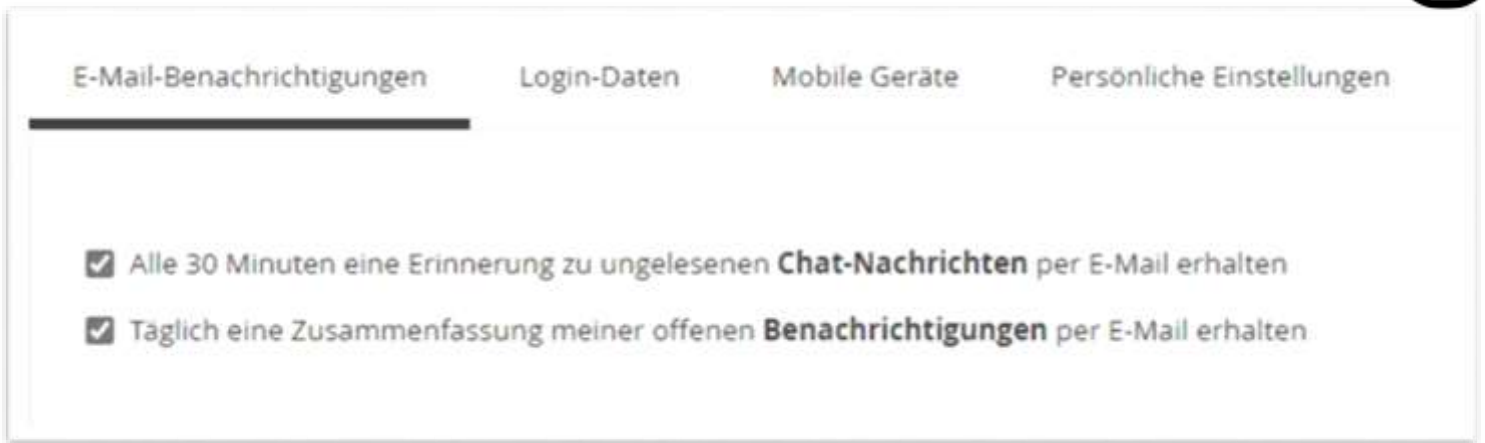 E-Mail-Benachrichtigungen Login-Daten Mobile Geräte Persönliche Einstellungen
Alle 30 Minuten eine Erinnerung zu ungelesenen Chat-Nachrichten per E-Mail erhalten
Täglich eine Zusammenfassung meiner offenen Benachrichtigungen per E-Mail erhalten